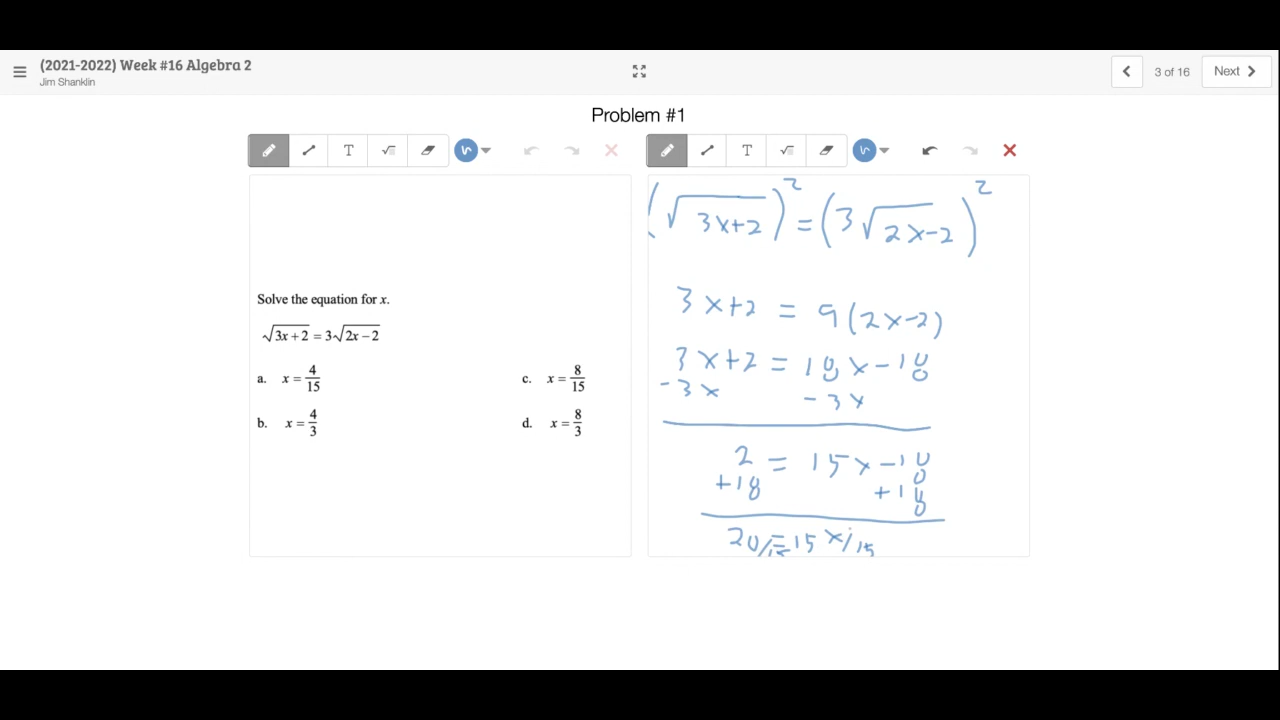 (2021-2022) Week #16 Algebra 2
Jim Shanklin
3 of 16
Next
Problem #1
T
T
Solve the equation for x.
√(3x + 2) = 3√(2x − 2)
a. x = 4/15
c. x = 8/15
b. x = 4/3
d. x = 8/3
(√(3x+2))² = (3√(2x−2))²
3x+2 = 9(2x−2)
3x+2 = 18x−18
−3x −3x
2 = 15x−18
+18 +18
20/15 = 15x/15